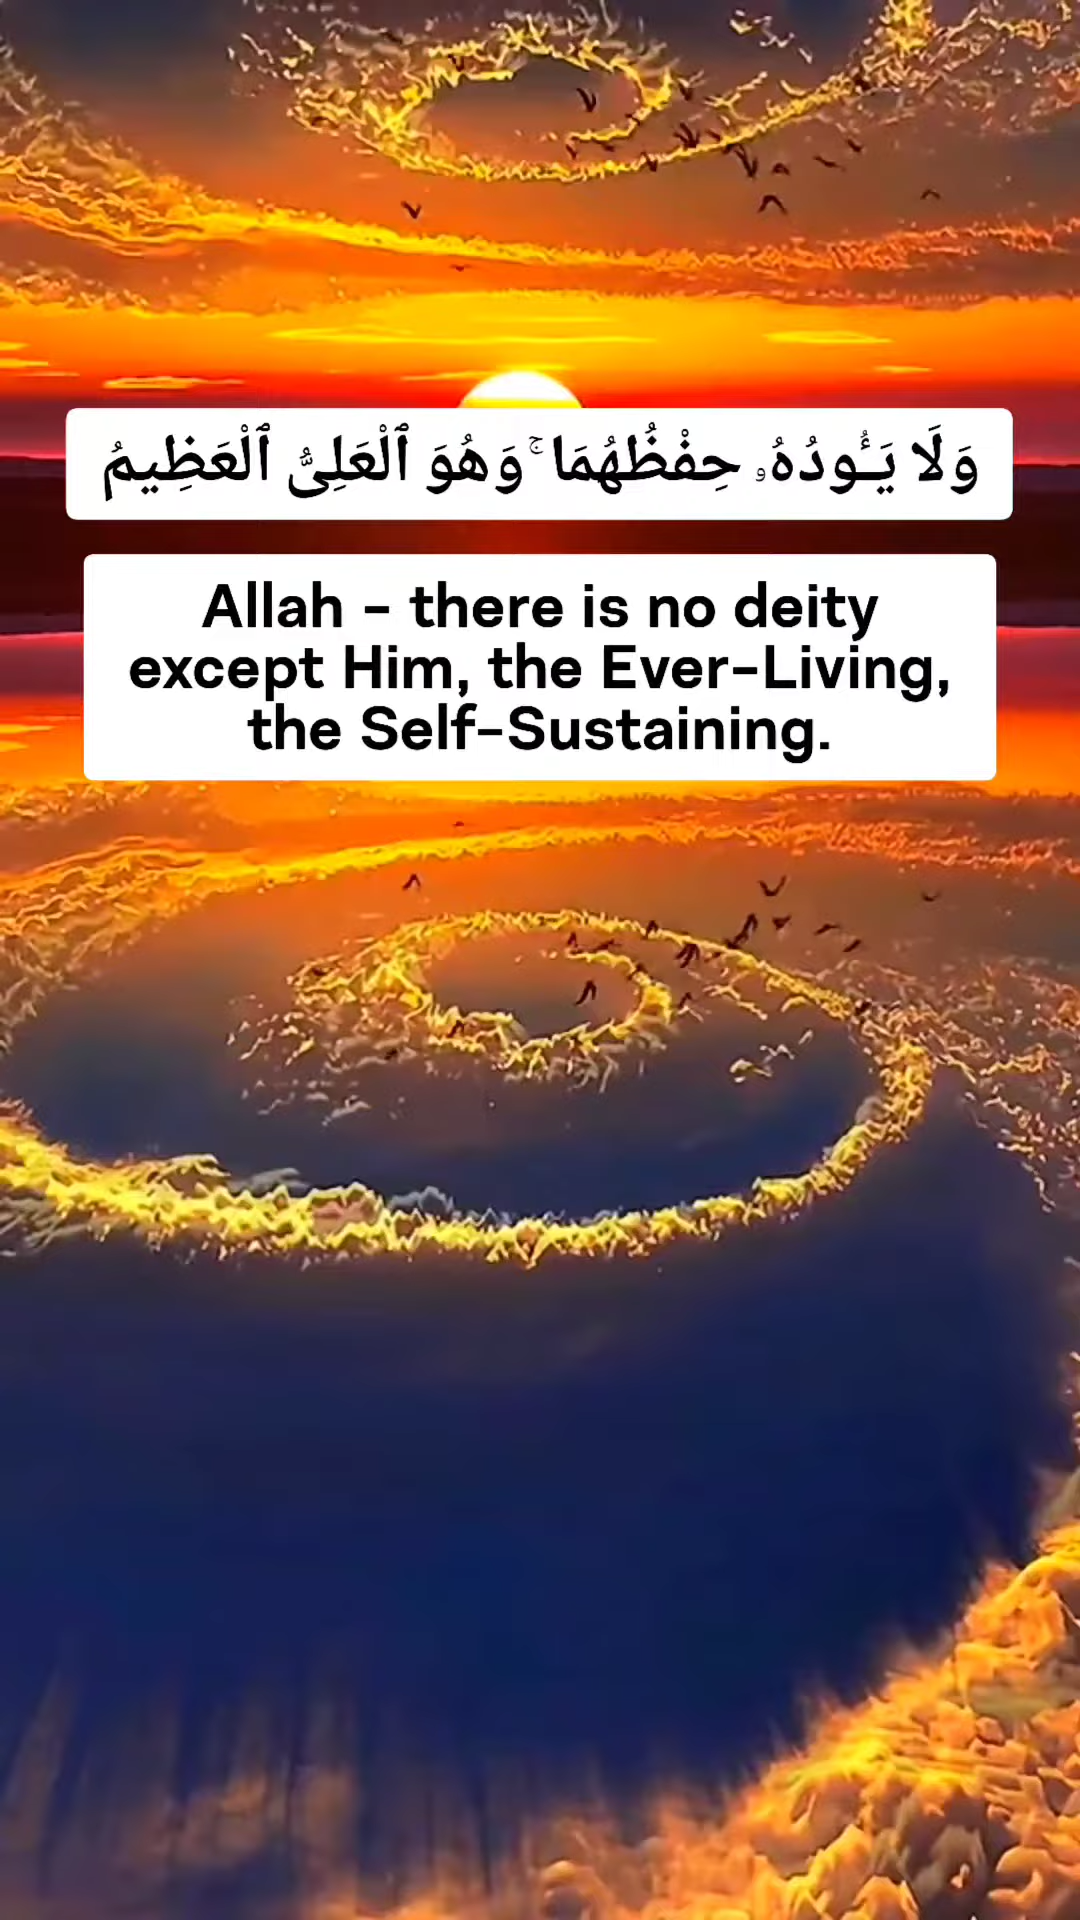 وَلَا يَـُٔودُهُۥ حِفْظُهُمَا ۚ وَهُوَ ٱلْعَلِىُّ ٱلْعَظِيمُ
Allah - there is no deity
except Him, the Ever-Living,
the Self-Sustaining.